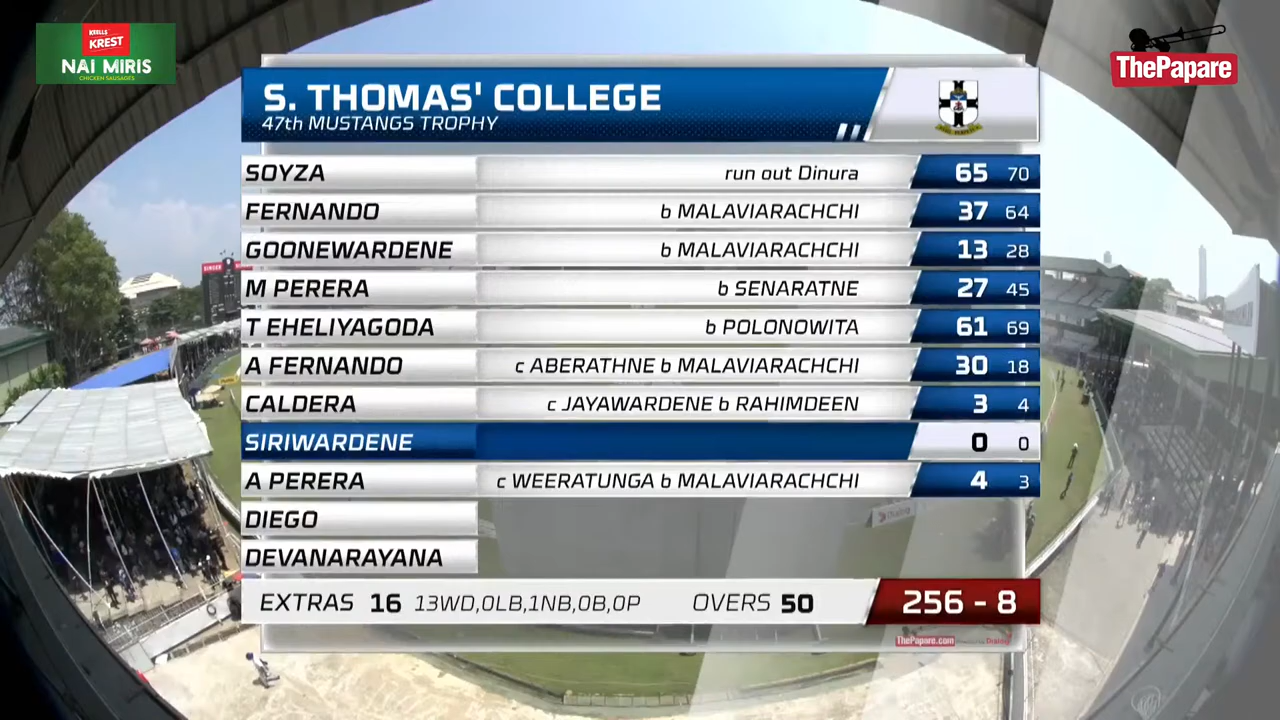 KEELLS
KREST
NAI MIRIS
CHICKEN SAUSAGES
ThePapare
S. THOMAS' COLLEGE
47th MUSTANGS TROPHY
SOYZA run out Dinura 65 70
FERNANDO b MALAVIARACHCHI 37 64
GOONEWARDENE b MALAVIARACHCHI 13 28
M PERERA b SENARATNE 27 45
T EHELIYAGODA b POLONOWITA 61 69
A FERNANDO c ABERATHNE b MALAVIARACHCHI 30 18
CALDERA c JAYAWARDENE b RAHIMDEEN 3 4
SIRIWARDENE 0 0
A PERERA c WEERATUNGA b MALAVIARACHCHI 4 3
DIEGO
DEVANARAYANA
EXTRAS 16 13WD,0LB,1NB,0B,0P OVERS 50 256 - 8
ThePapare.com